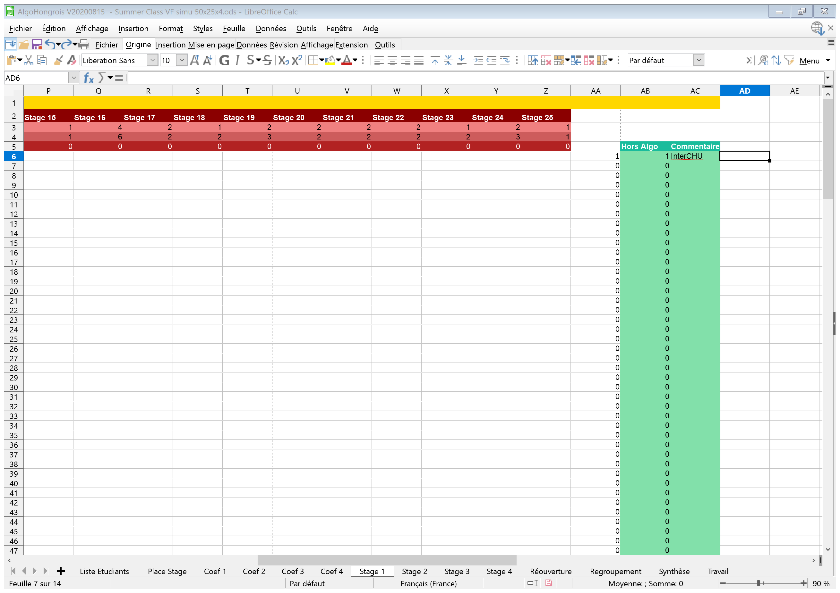 AlgoHongrois V20200815 - Summer Class VF simu 50x25x4.ods - LibreOffice Calc
Fichier Édition Affichage Insertion Format Styles Feuille Données Outils Fenêtre Aide
Fichier Origine Insertion Mise en page Données Révision Affichage Extension Outils
Liberation Sans 10 Par défaut Menu
AD6
P Q R S T U V W X Y Z AA AB AC AD AE
1
2 Stage 15 Stage 16 Stage 17 Stage 18 Stage 19 Stage 20 Stage 21 Stage 22 Stage 23 Stage 24 Stage 25
3 1 4 2 1 2 2 2 2 1 2 1
4 1 6 2 2 3 2 2 2 2 3 1
5 0 0 0 0 0 0 0 0 0 0 0 Hors Algo Commentaire
6 1 1 InterCHU
7 0 0
8 0 0
9 0 0
10 0 0
11 0 0
12 0 0
13 0 0
14 0 0
15 0 0
16 0 0
17 0 0
18 0 0
19 0 0
20 0 0
21 0 0
22 0 0
23 0 0
24 0 0
25 0 0
26 0 0
27 0 0
28 0 0
29 0 0
30 0 0
31 0 0
32 0 0
33 0 0
34 0 0
35 0 0
36 0 0
37 0 0
38 0 0
39 0 0
40 0 0
41 0 0
42 0 0
43 0 0
44 0 0
45 0 0
46 0 0
47 0 0
Liste Etudiants Place Stage Coef 1 Coef 2 Coef 3 Coef 4 Stage 1 Stage 2 Stage 3 Stage 4 Réouverture Regroupement Synthèse Travail
Feuille 7 sur 14 Par défaut Français (France) Moyenne: ; Somme: 0 90 %